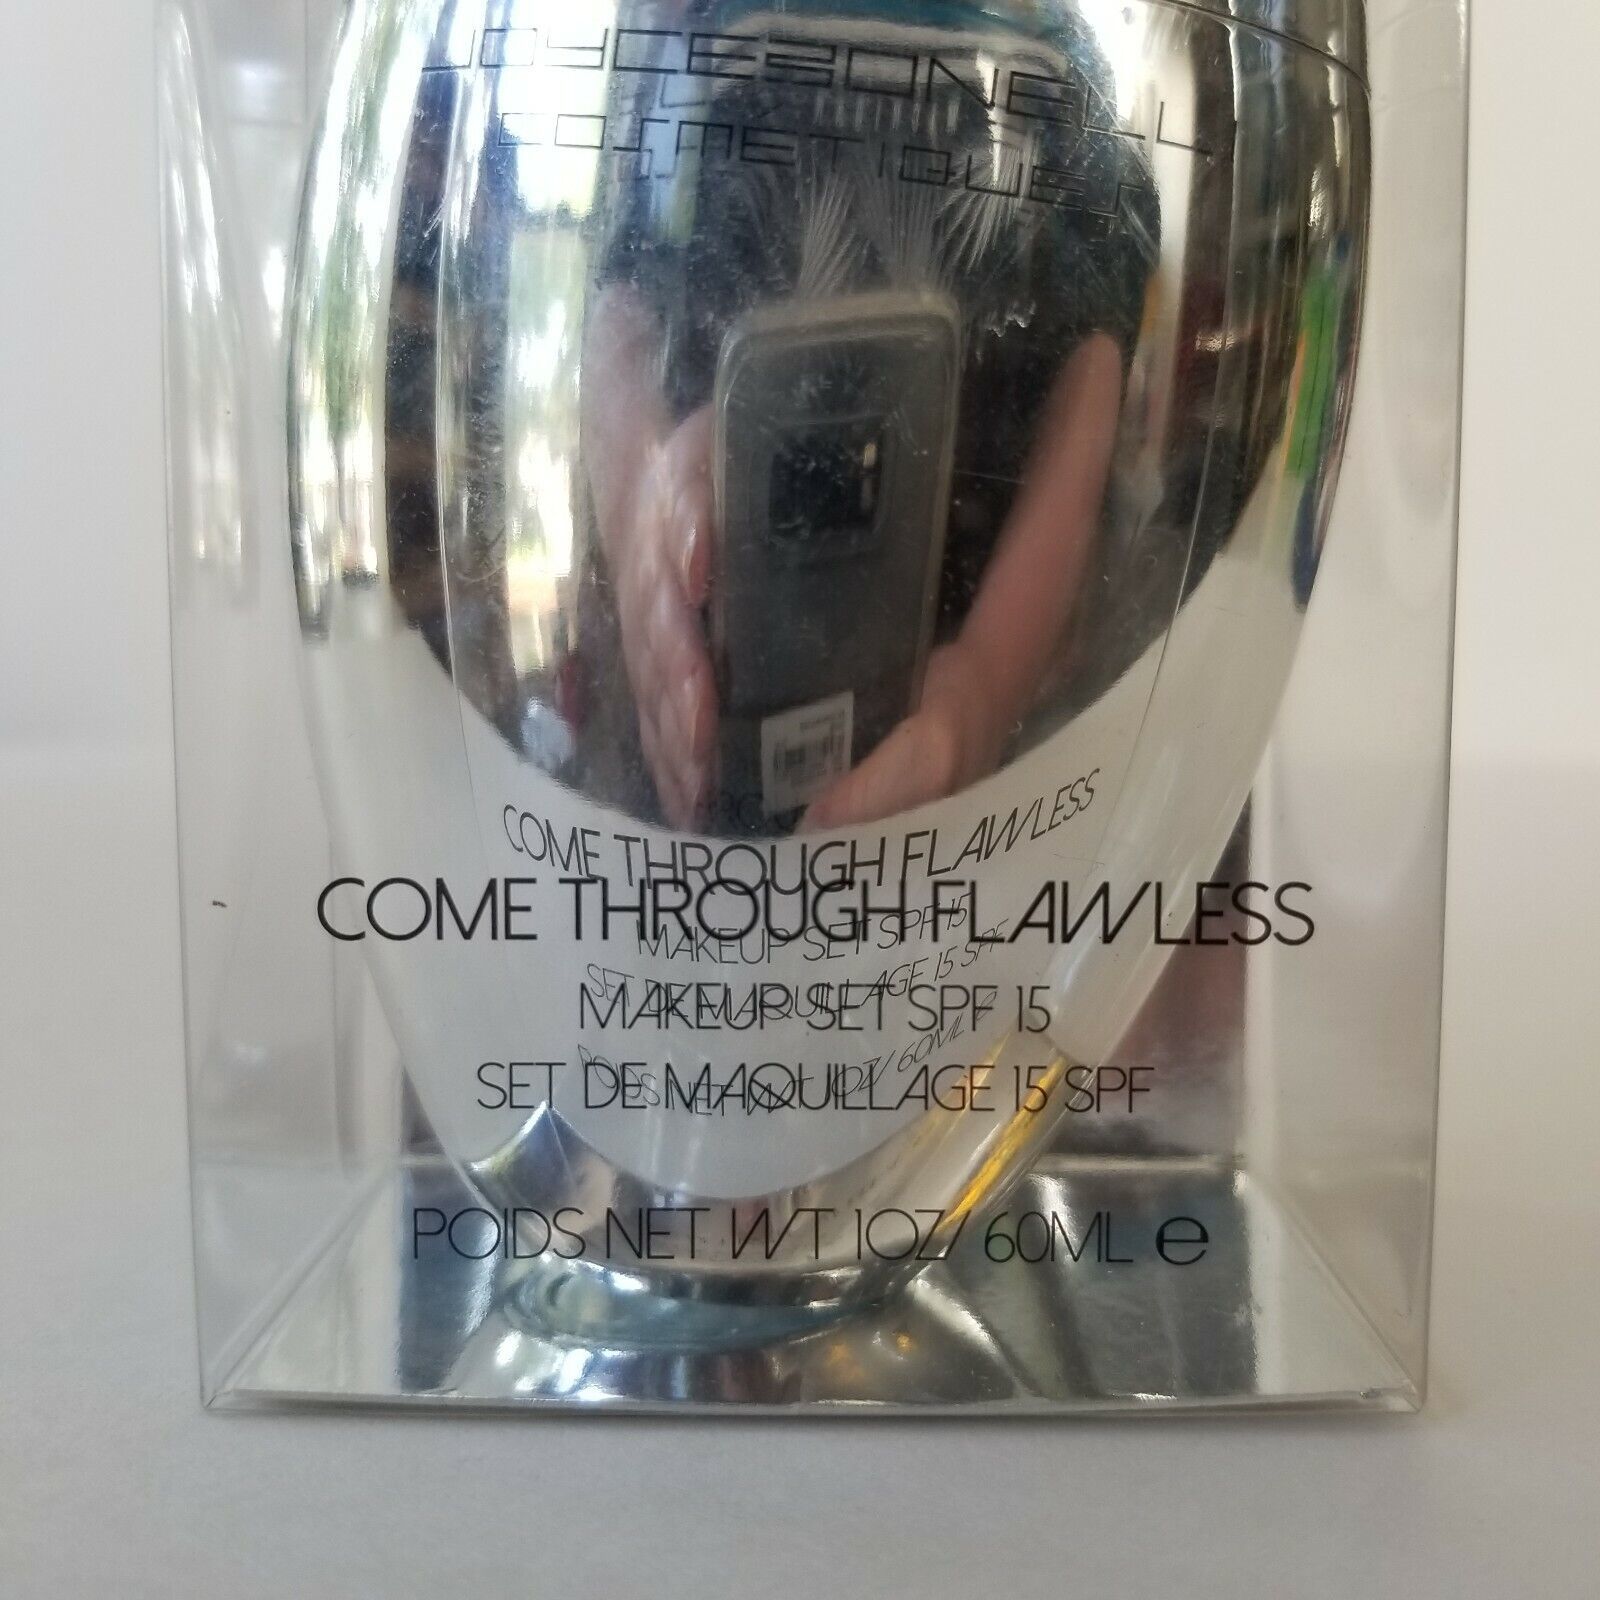 JOYCEBONELLI
COSMETIQUES
COME THROUGH FLAWLESS
MAKEUP SET SPF 15
SET DE MAQUILLAGE 15 SPF
POIDS NET WT 1OZ/ 60ML
COME THROUGH FLAWLESS
MAKEUP SET SPF 15
SET DE MAQUILLAGE 15 SPF
POIDS NET WT 1OZ/ 60ML e